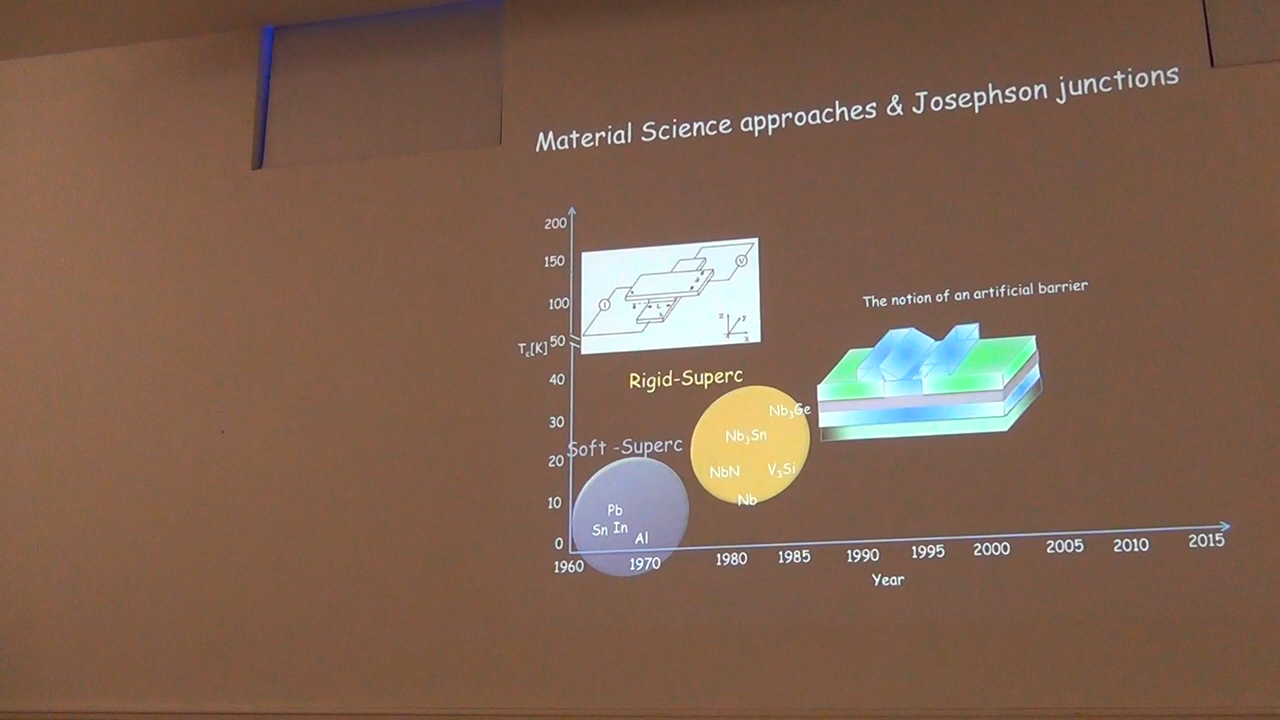 Material Science approaches & Josephson junctions
200
150
100
50
Tc[K]
40
30
20
10
0
I
V
z
y
x
The notion of an artificial barrier
Rigid-Superc
Nb3Ge
Nb3Sn
NbN V3Si
Nb
Soft -Superc
Pb
Sn In
Al
1960 1970 1980 1985 1990 1995 2000 2005 2010 2015
Year